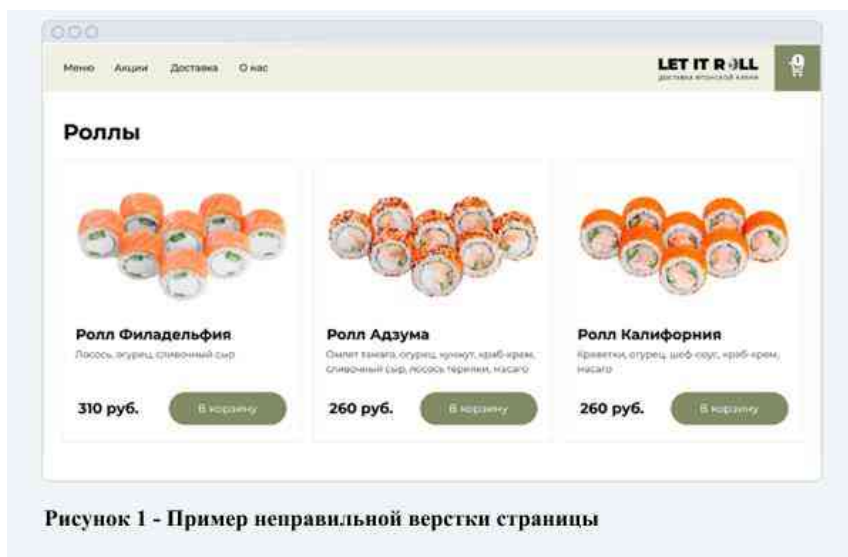 Меню Акции Доставка О нас
LET IT ROLL
доставка японской кухни
1
Роллы
Ролл Филадельфия
Лосось, огурец, сливочный сыр
310 руб.
В корзину
Ролл Адзума
Омлет тамаго, огурец, кунжут, краб-крем,
сливочный сыр, лосось терияки, масаго
260 руб.
В корзину
Ролл Калифорния
Креветки, огурец, шеф-соус, краб-крем,
масаго
260 руб.
В корзину
Рисунок 1 - Пример неправильной верстки страницы